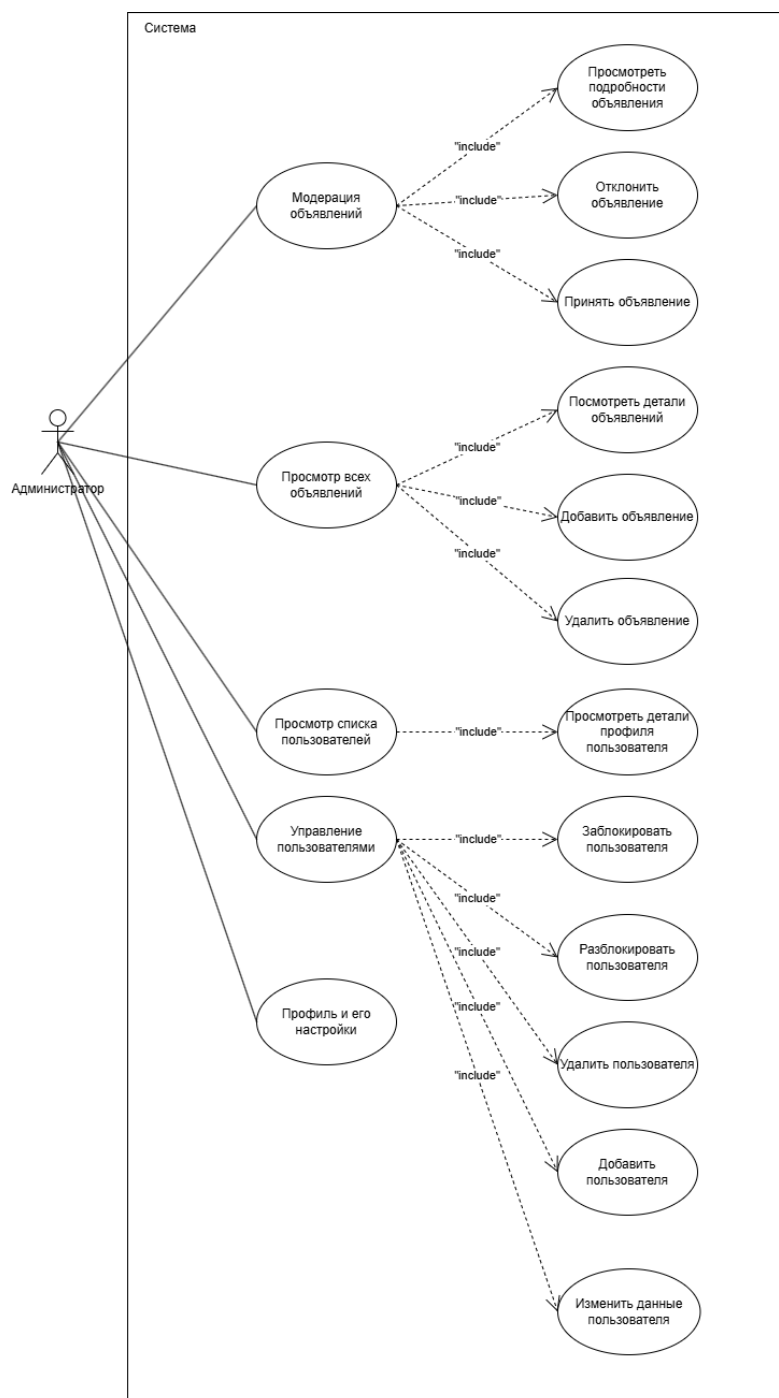 Система
Просмотреть
подробности
объявления
"include"
Модерация
объявлений
"include"
Отклонить
объявление
"include"
Принять объявление
Администратор
Просмотр всех
объявлений
"include"
Посмотреть детали
объявлений
"include"
Добавить объявление
"include"
Удалить объявление
Просмотр списка
пользователей
"include"
Просмотреть детали
профиля
пользователя
Управление
пользователями
"include"
Заблокировать
пользователя
"include"
Разблокировать
пользователя
"include"
Профиль и его
настройки
"include"
Удалить пользователя
"include"
Добавить
пользователя
Изменить данные
пользователя